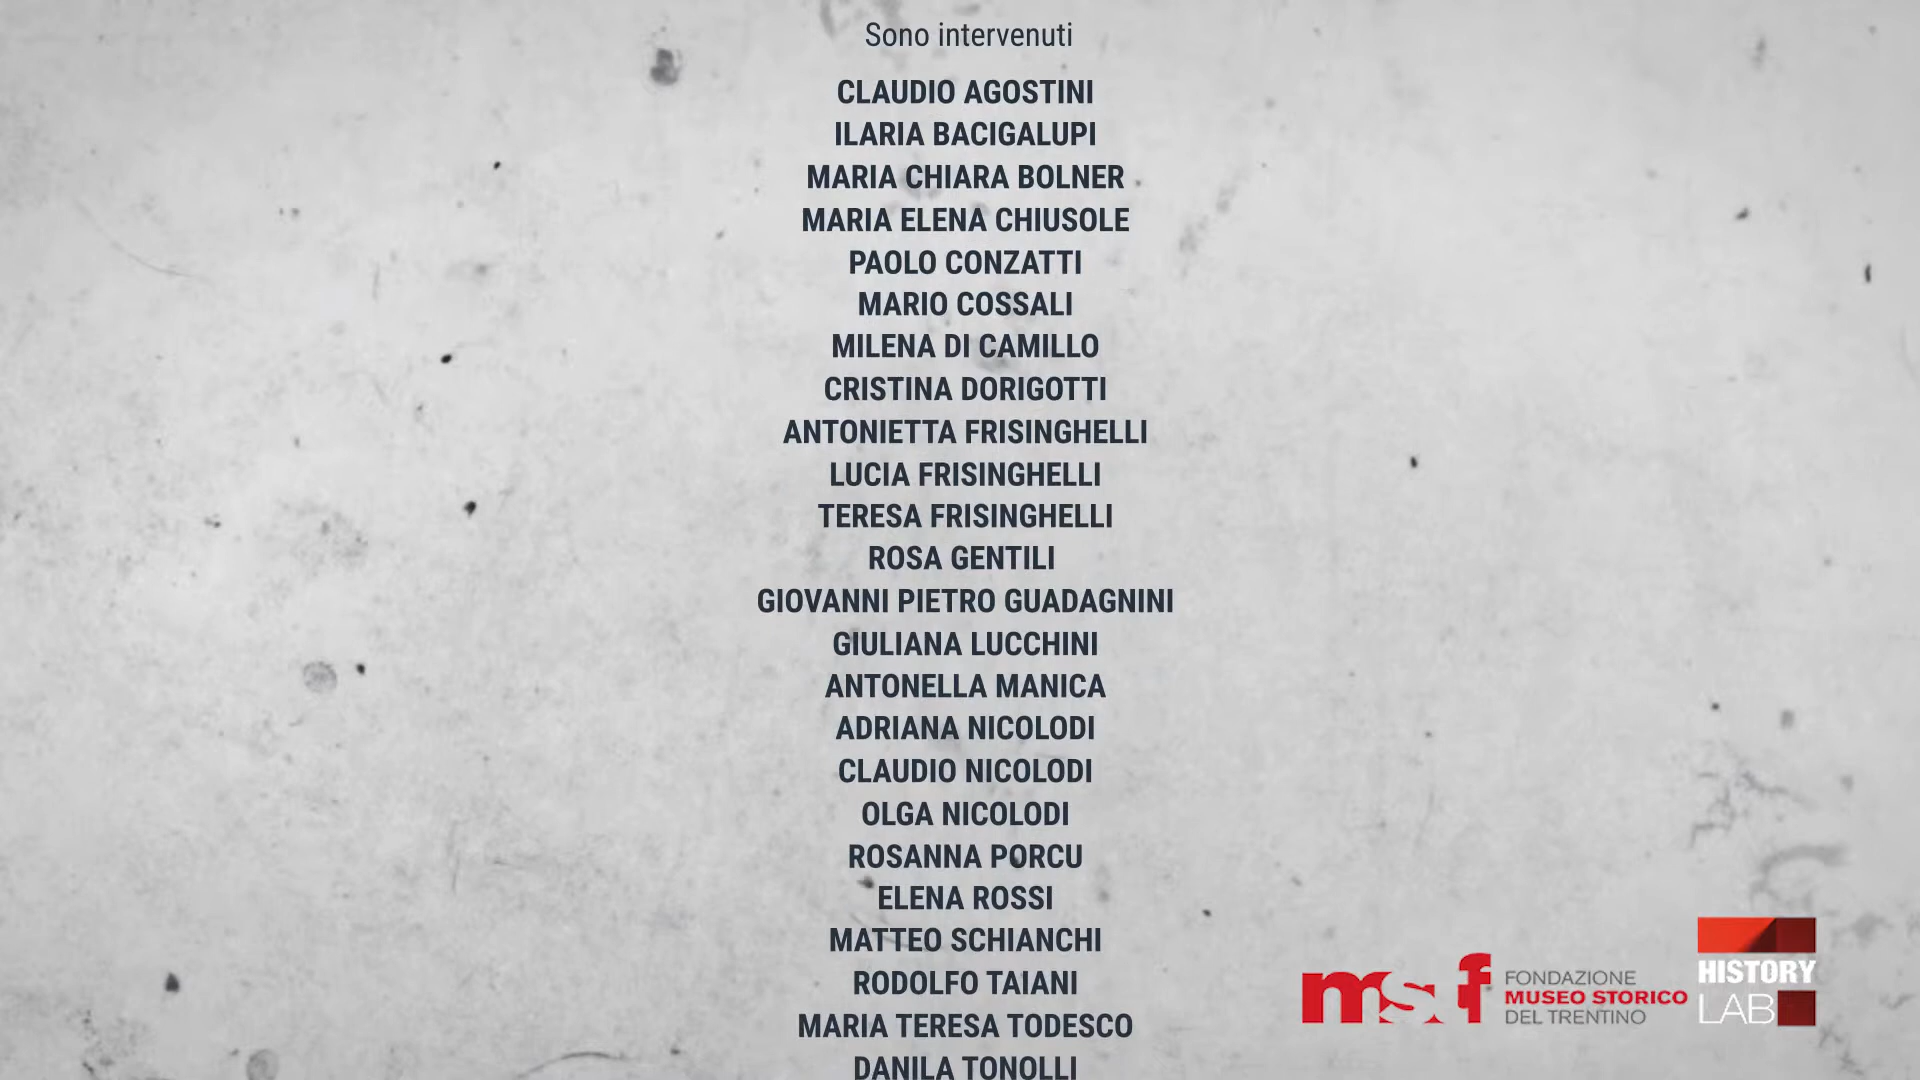 Sono intervenuti
CLAUDIO AGOSTINI
ILARIA BACIGALUPI
MARIA CHIARA BOLNER
MARIA ELENA CHIUSOLE
PAOLO CONZATTI
MARIO COSSALI
MILENA DI CAMILLO
CRISTINA DORIGOTTI
ANTONIETTA FRISINGHELLI
LUCIA FRISINGHELLI
TERESA FRISINGHELLI
ROSA GENTILI
GIOVANNI PIETRO GUADAGNINI
GIULIANA LUCCHINI
ANTONELLA MANICA
ADRIANA NICOLODI
CLAUDIO NICOLODI
OLGA NICOLODI
ROSANNA PORCU
ELENA ROSSI
MATTEO SCHIANCHI
RODOLFO TAIANI
MARIA TERESA TODESCO
DANILA TONOLLI
FONDAZIONE
MUSEO STORICO
DEL TRENTINO
HISTORY
LAB